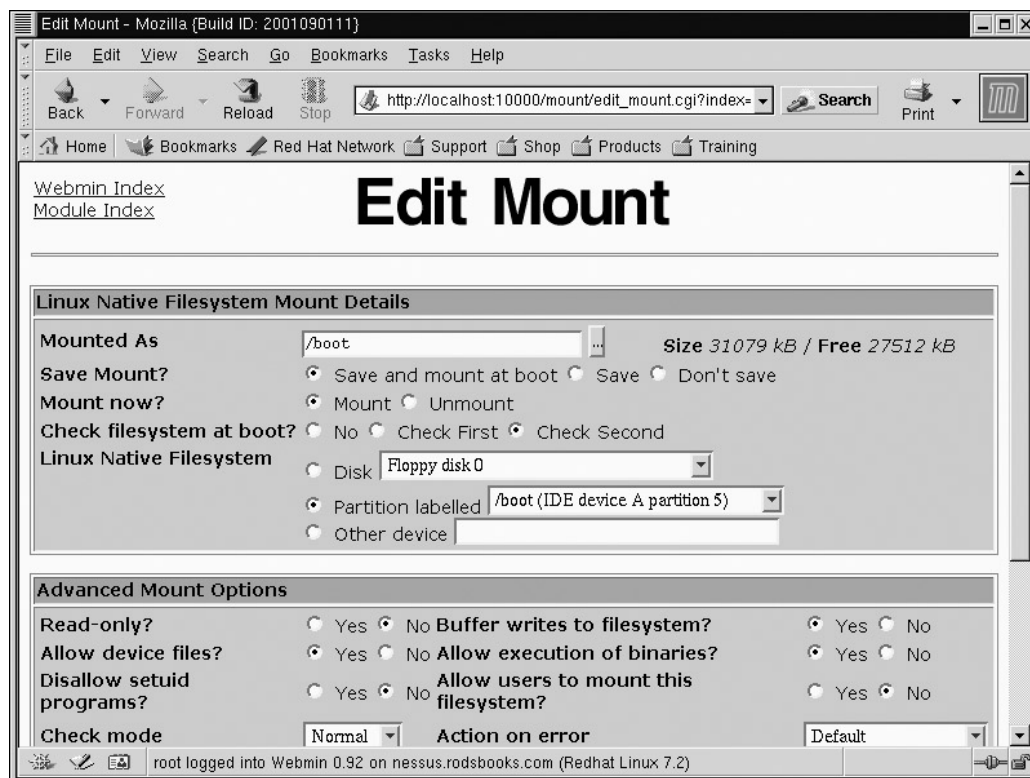 Edit Mount - Mozilla {Build ID: 2001090111}
File Edit View Search Go Bookmarks Tasks Help
Back Forward Reload Stop http://localhost:10000/mount/edit_mount.cgi?index= Search Print
Home Bookmarks Red Hat Network Support Shop Products Training
Webmin Index
Module Index
Edit Mount
Linux Native Filesystem Mount Details
Mounted As /boot ... Size 31079 kB / Free 27512 kB
Save Mount? Save and mount at boot Save Don't save
Mount now? Mount Unmount
Check filesystem at boot? No Check First Check Second
Linux Native Filesystem Disk Floppy disk 0
Partition labelled /boot (IDE device A partition 5)
Other device
Advanced Mount Options
Read-only? Yes No Buffer writes to filesystem? Yes No
Allow device files? Yes No Allow execution of binaries? Yes No
Disallow setuid programs? Yes No Allow users to mount this filesystem? Yes No
Check mode Normal Action on error Default
root logged into Webmin 0.92 on nessus.rodsbooks.com (Redhat Linux 7.2)